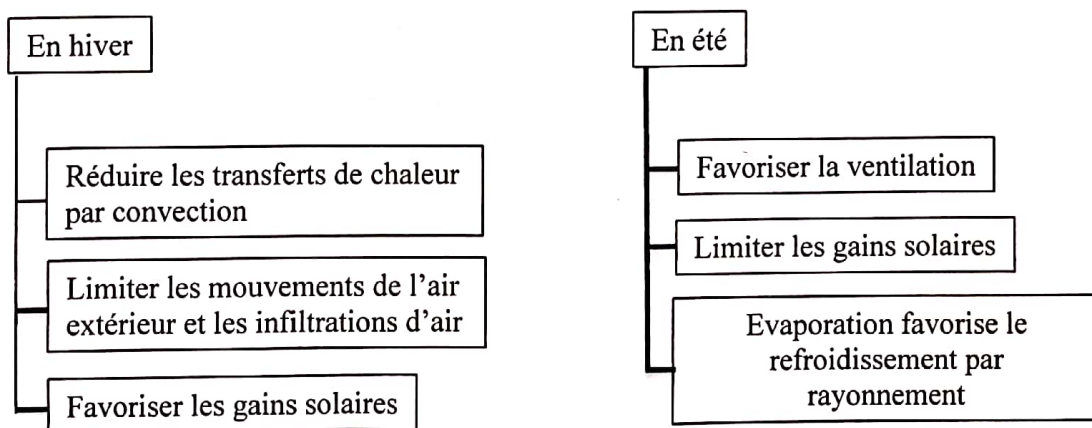 En hiver
Réduire les transferts de chaleur
par convection
Limiter les mouvements de l'air
extérieur et les infiltrations d'air
Favoriser les gains solaires
En été
Favoriser la ventilation
Limiter les gains solaires
Evaporation favorise le
refroidissement par
rayonnement